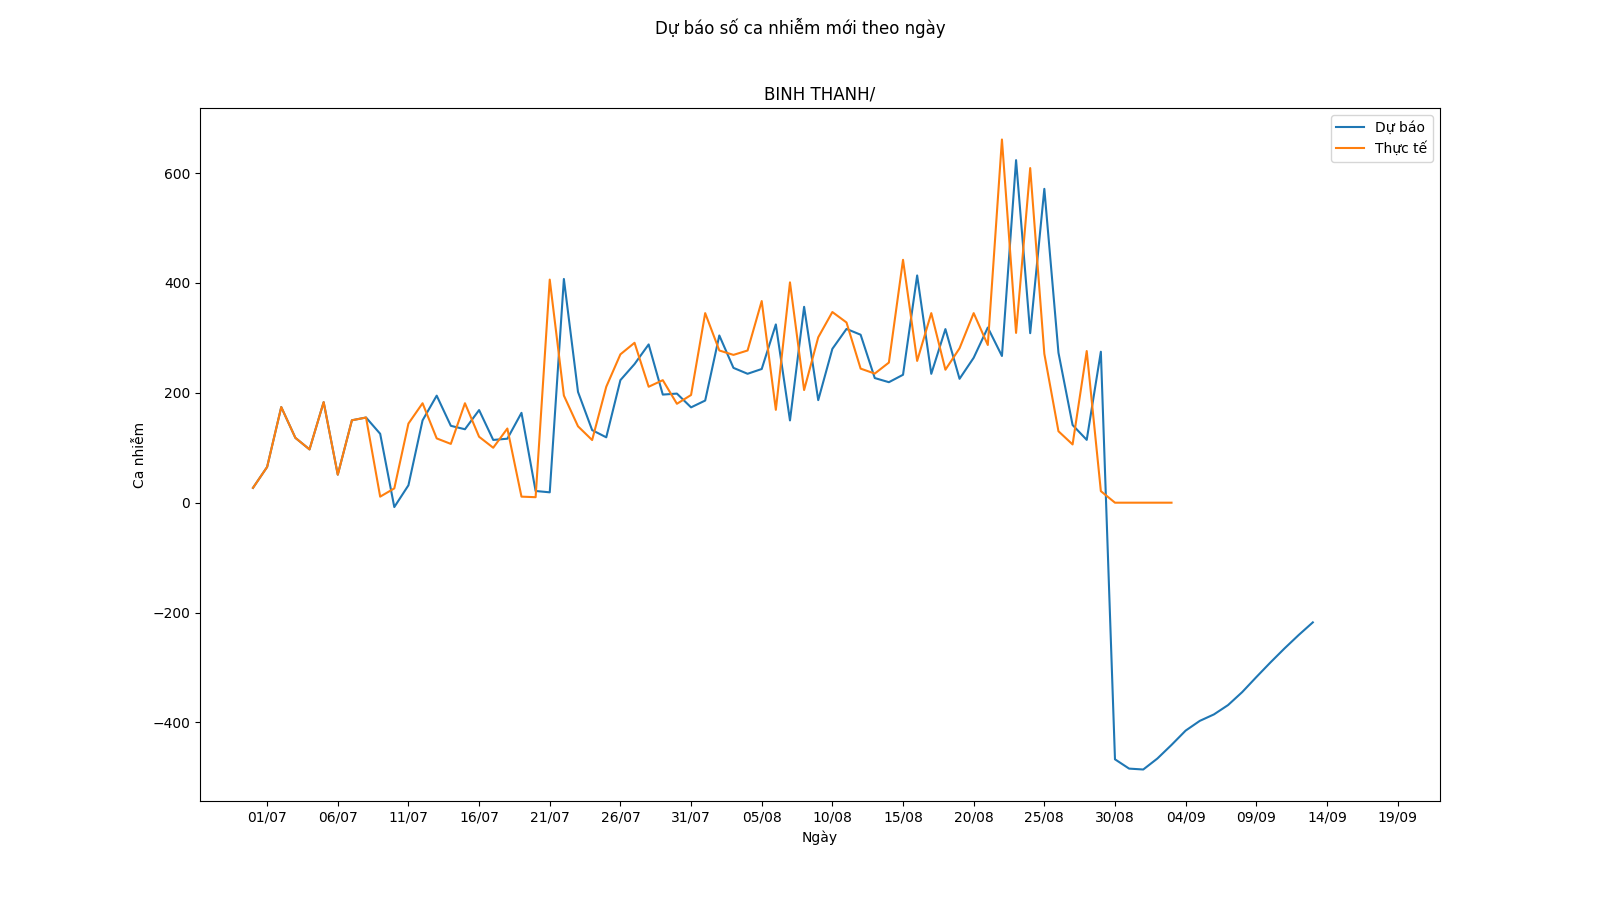 Dự báo số ca nhiễm mới theo ngày
BINH THANH/
Dự báo
Thực tế
600
400
200
0
−200
−400
Ca nhiễm
01/07 06/07 11/07 16/07 21/07 26/07 31/07 05/08 10/08 15/08 20/08 25/08 30/08 04/09 09/09 14/09 19/09
Ngày